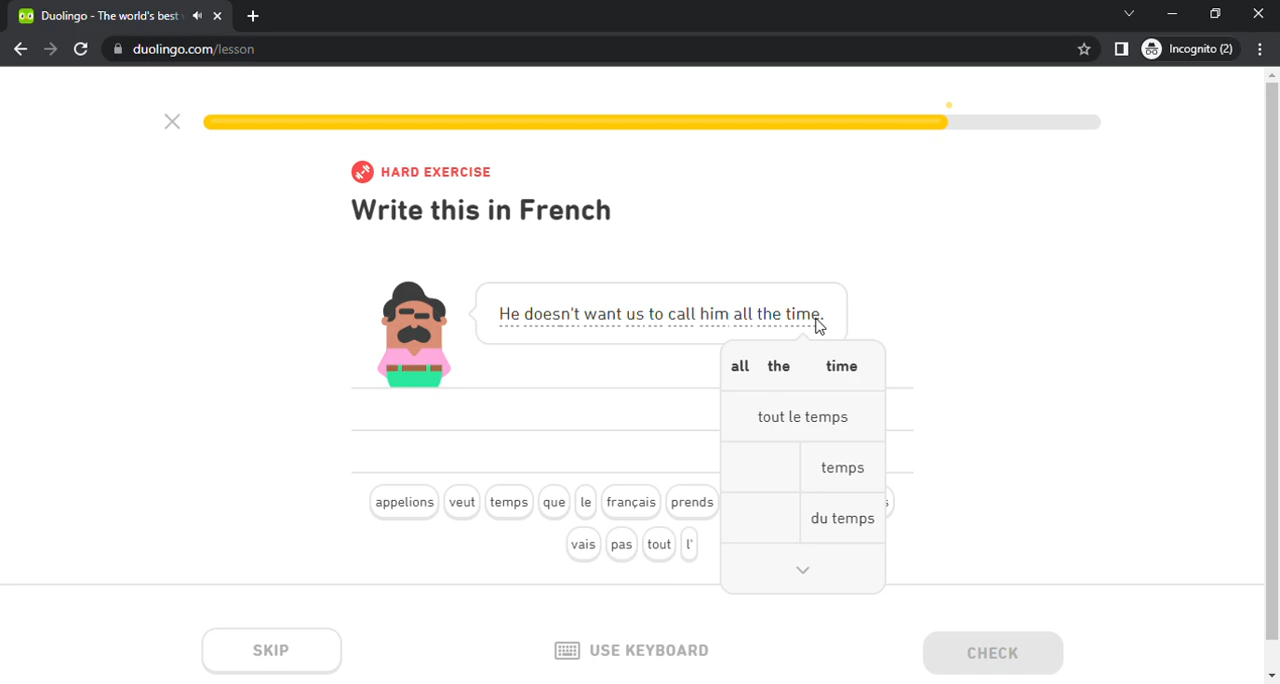 Duolingo - The world's best
duolingo.com/lesson
Incognito (2)
HARD EXERCISE
Write this in French
He doesn't want us to call him all the time.
all the time
tout le temps
temps
du temps
appelions veut temps que le français prends
vais pas tout l'
SKIP
USE KEYBOARD
CHECK